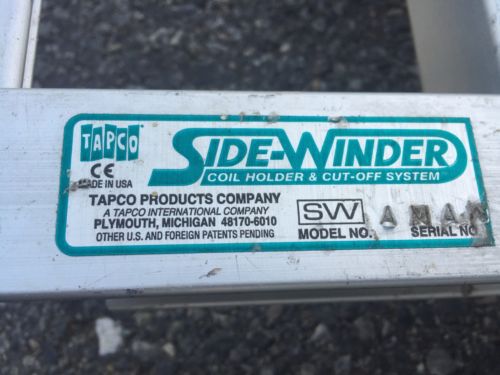 TAPCO
SIDE-WINDER
CE
COIL HOLDER & CUT-OFF SYSTEM
MADE IN USA
TAPCO PRODUCTS COMPANY
A TAPCO INTERNATIONAL COMPANY
PLYMOUTH, MICHIGAN 48170-6010
OTHER U.S. AND FOREIGN PATENTS PENDING
SW
MODEL NO.
SERIAL NO